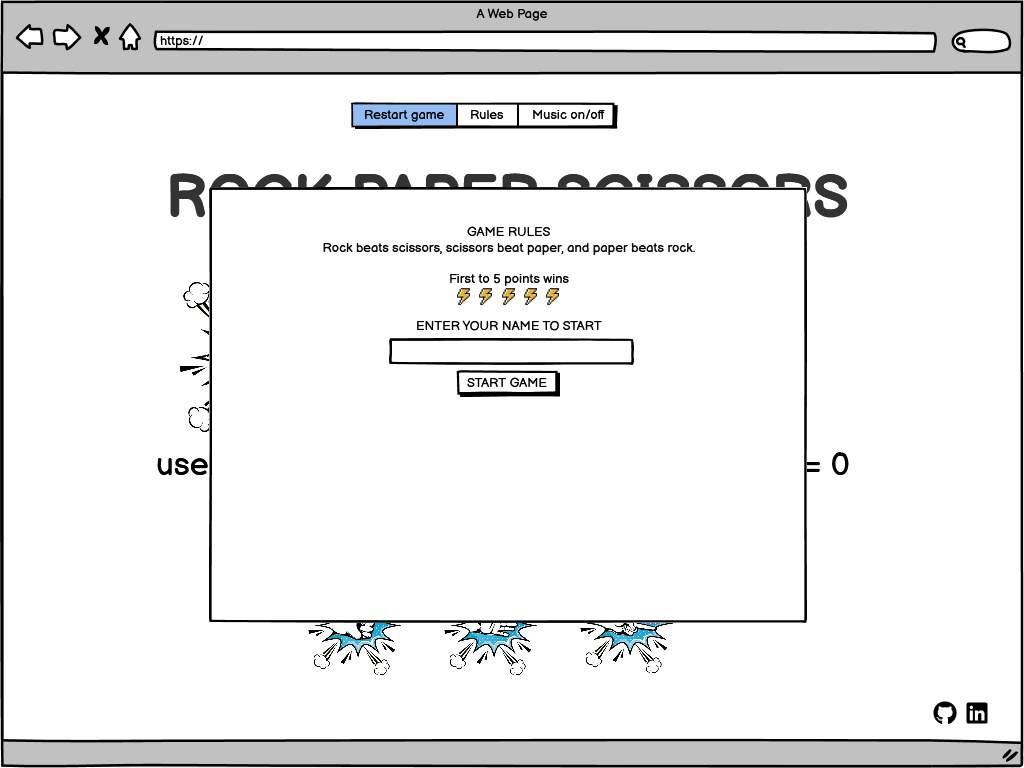 A Web Page
https://
Restart game Rules Music on/off
ROCK PAPER SCISSORS
GAME RULES
Rock beats scissors, scissors beat paper, and paper beats rock.
First to 5 points wins
ENTER YOUR NAME TO START
START GAME
use
= 0
in